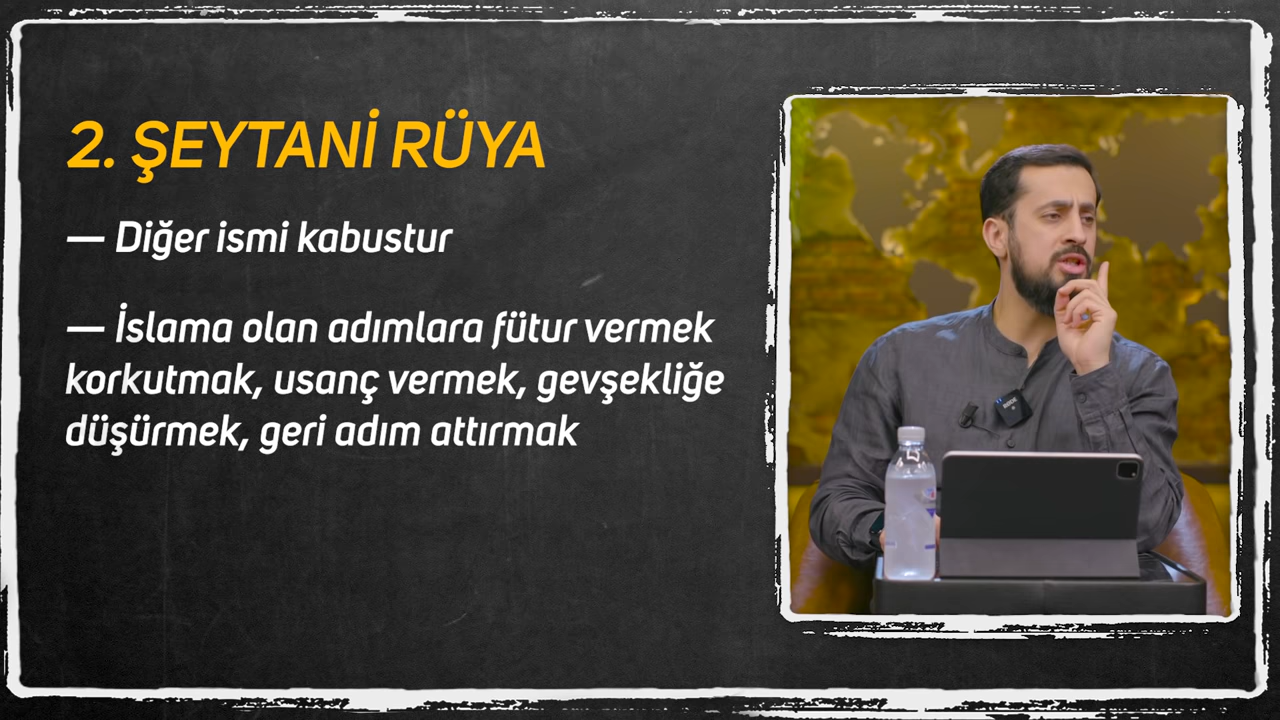 2. ŞEYTANİ RÜYA
— Diğer ismi kabustur
— İslama olan adımlara fütur vermek
korkutmak, usanç vermek, gevşekliğe
düşürmek, geri adım attırmak